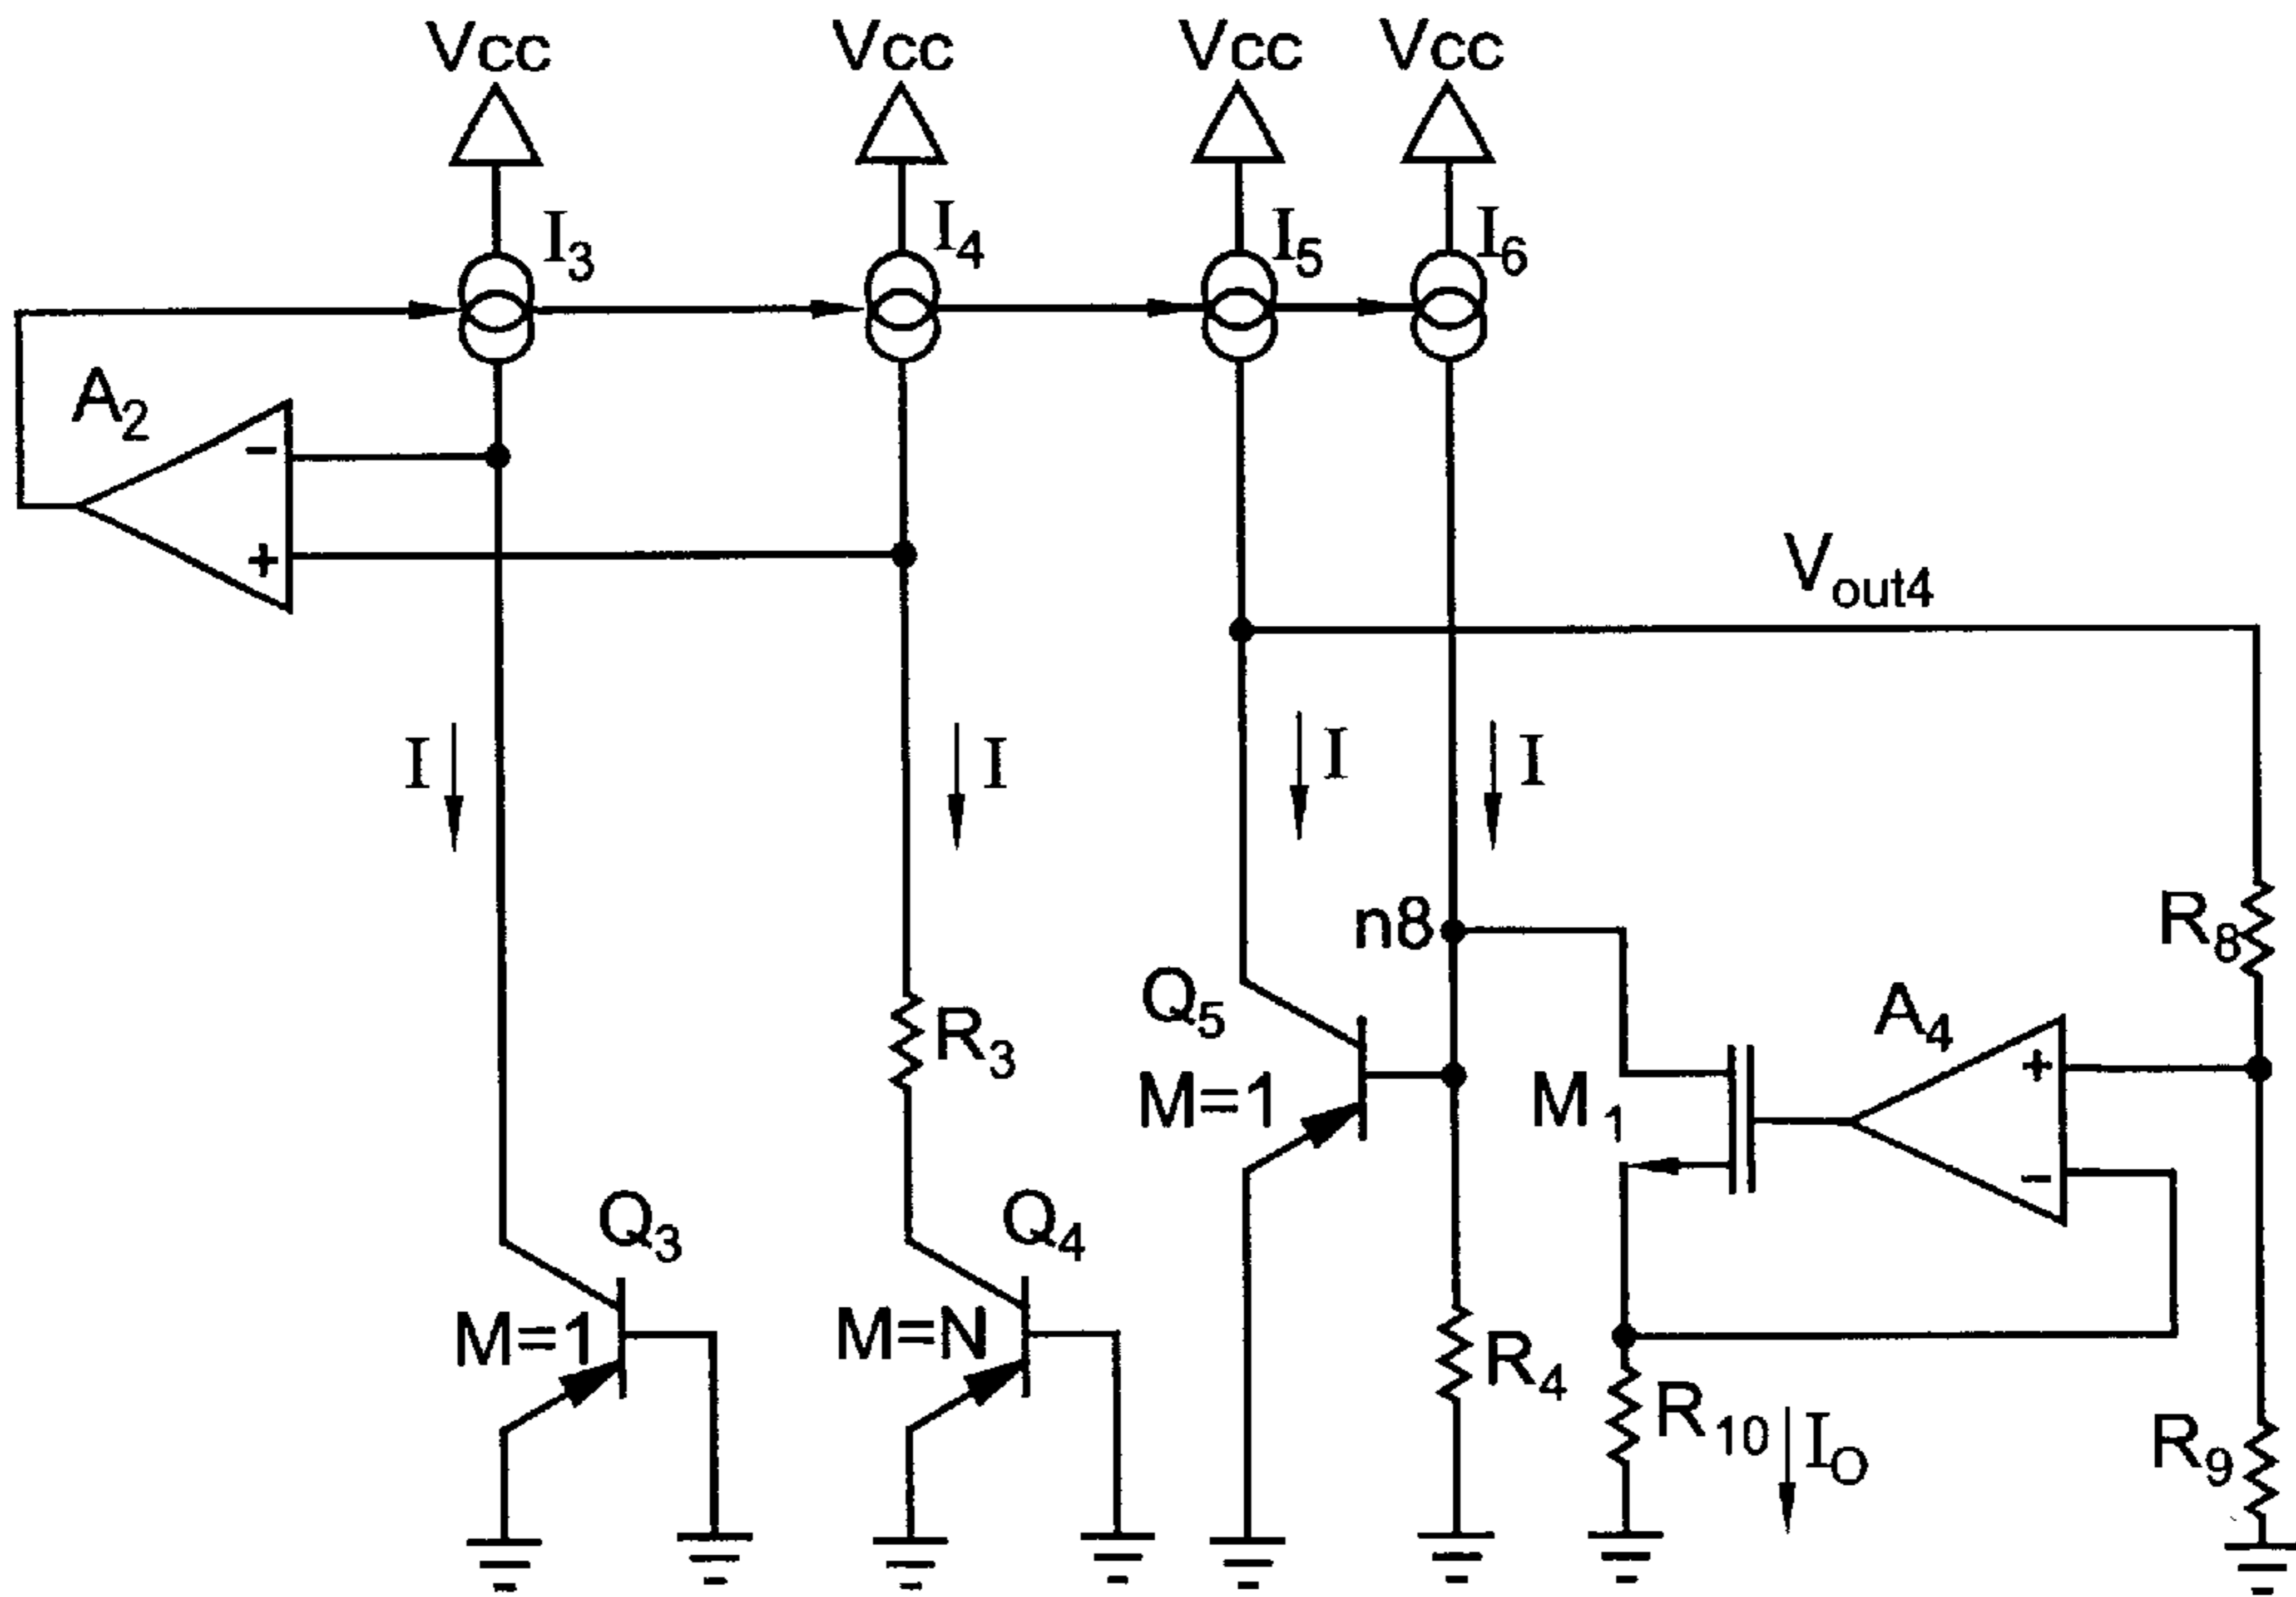 Vcc Vcc Vcc Vcc
I3 I4 I5 I6
A2
-
+
Vout4
I I I I
n8
R8
Q5
M=1
R3
A4
+
-
M1
Q3
M=1
Q4
M=N
R4
R10
IO
R9